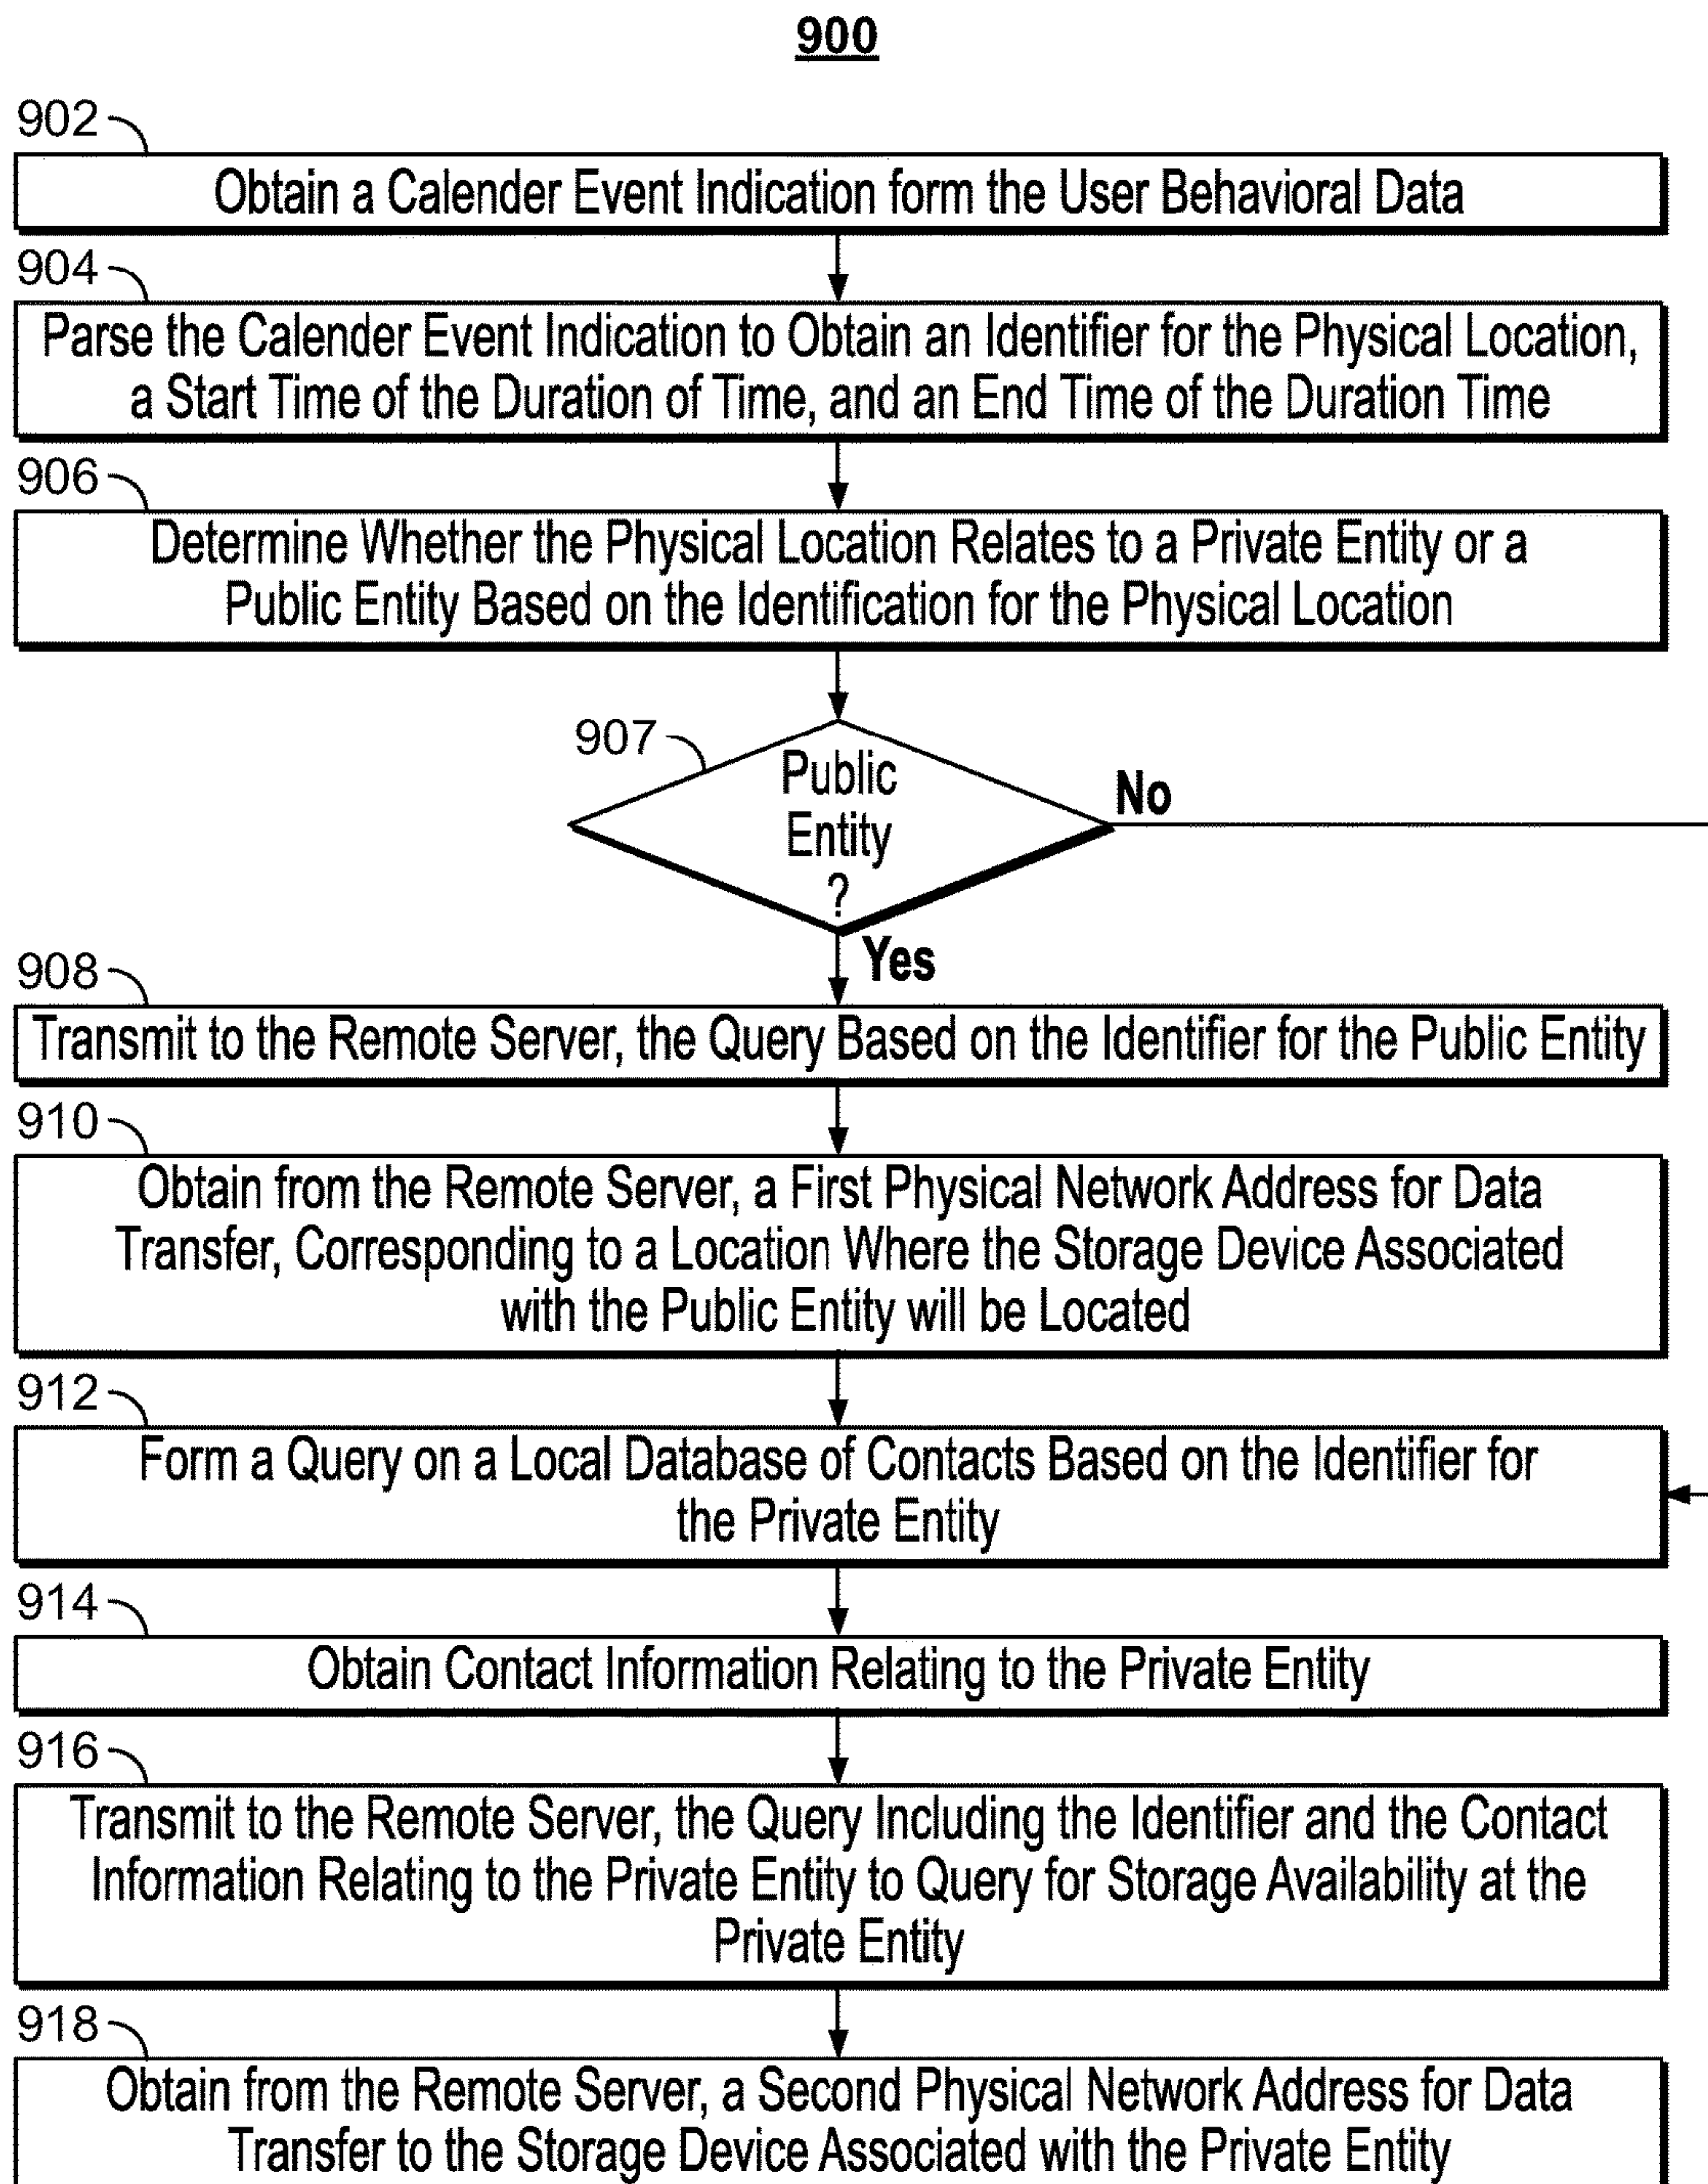 900
902
Obtain a Calender Event Indication form the User Behavioral Data
904
Parse the Calender Event Indication to Obtain an Identifier for the Physical Location,
a Start Time of the Duration of Time, and an End Time of the Duration Time
906
Determine Whether the Physical Location Relates to a Private Entity or a
Public Entity Based on the Identification for the Physical Location
907
Public
Entity
?
No
Yes
908
Transmit to the Remote Server, the Query Based on the Identifier for the Public Entity
910
Obtain from the Remote Server, a First Physical Network Address for Data
Transfer, Corresponding to a Location Where the Storage Device Associated
with the Public Entity will be Located
912
Form a Query on a Local Database of Contacts Based on the Identifier for
the Private Entity
914
Obtain Contact Information Relating to the Private Entity
916
Transmit to the Remote Server, the Query Including the Identifier and the Contact
Information Relating to the Private Entity to Query for Storage Availability at the
Private Entity
918
Obtain from the Remote Server, a Second Physical Network Address for Data
Transfer to the Storage Device Associated with the Private Entity